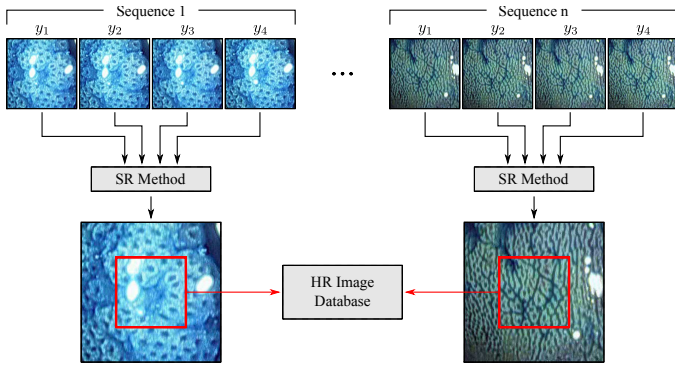 Sequence 1 Sequence n
y1 y2 y3 y4 ... y1 y2 y3 y4
SR Method SR Method
HR Image
Database